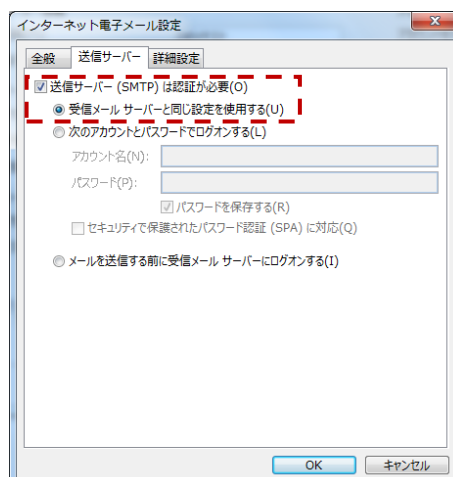 インターネット電子メール設定
全般 送信サーバー 詳細設定
送信サーバー (SMTP) は認証が必要(O)
受信メール サーバーと同じ設定を使用する(U)
次のアカウントとパスワードでログオンする(L)
アカウント名(N):
パスワード(P):
パスワードを保存する(R)
セキュリティで保護されたパスワード認証 (SPA) に対応(Q)
メールを送信する前に受信メール サーバーにログオンする(I)
OK キャンセル